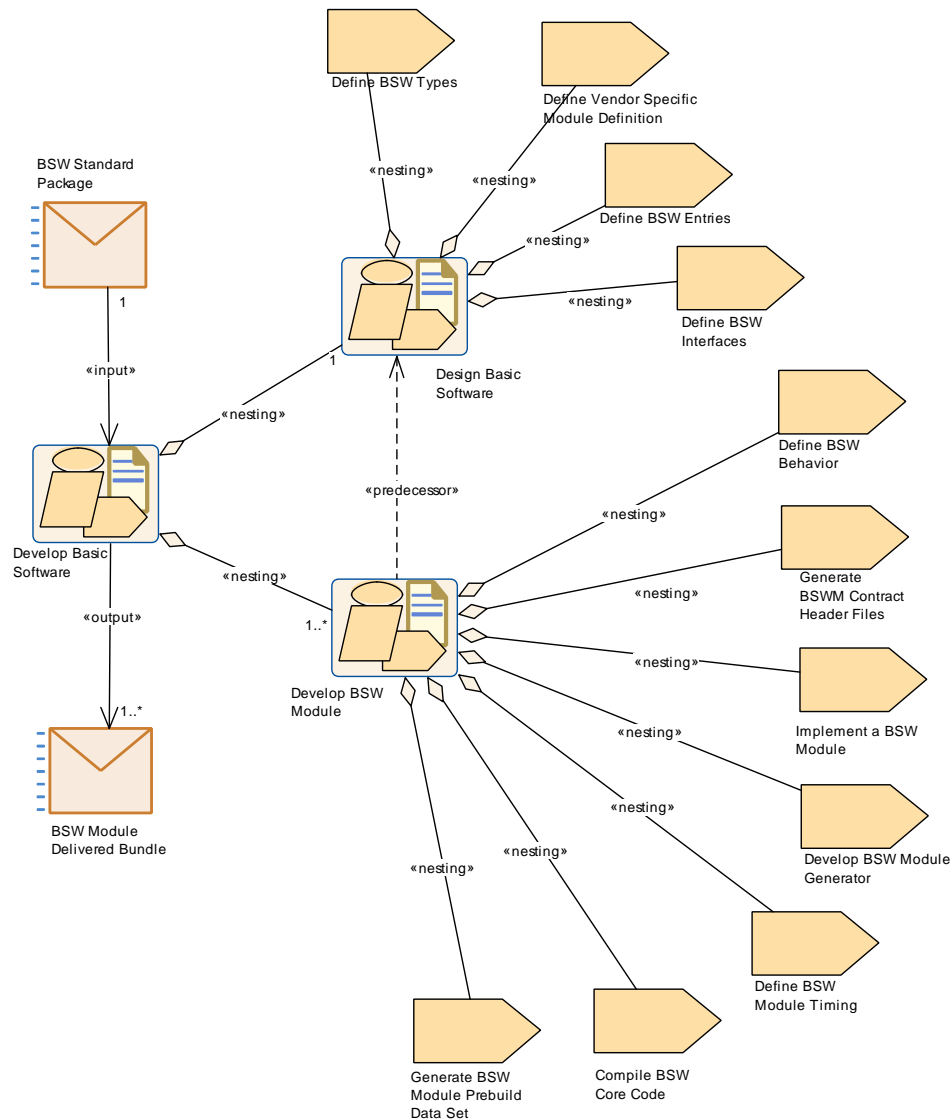 Define BSW Types
Define Vendor Specific
Module Definition
«nesting»
«nesting»
BSW Standard
Package
Define BSW Entries
«nesting»
«nesting»
Define BSW
Interfaces
1
1
Design Basic
Software
«input»
«nesting»
Define BSW
Behavior
«predecessor»
«nesting»
Develop Basic
Software
«nesting»
Generate
BSWM Contract
Header Files
«nesting»
«output»
1..*
«nesting»
Develop BSW
Module
1..*
Implement a BSW
Module
«nesting»
BSW Module
Delivered Bundle
«nesting»
Develop BSW Module
Generator
«nesting»
«nesting»
Define BSW
Module Timing
Generate BSW
Module Prebuild
Data Set
Compile BSW
Core Code